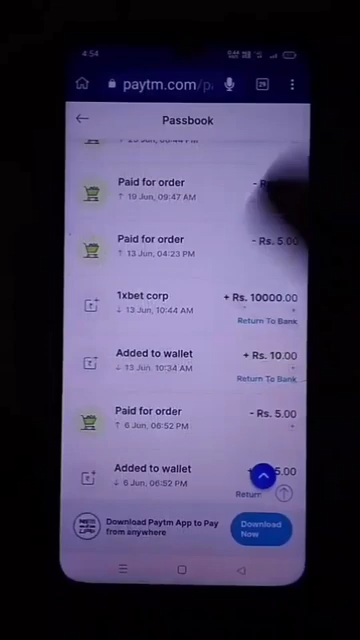 4:54
paytm.com/p
29
Passbook
Paid for order
↑ 19 Jun, 09:47 AM
Paid for order
- Rs. 5.00
↑ 13 Jun, 04:23 PM
1xbet corp
+ Rs. 10000.00
↓ 13 Jun, 10:44 AM
Return To Bank
Added to wallet
+ Rs. 10.00
↓ 13 Jun, 10:34 AM
Return To Bank
Paid for order
- Rs. 5.00
↑ 6 Jun, 06:52 PM
Added to wallet
5.00
↓ 6 Jun, 06:52 PM
Return
Download Paytm App to Pay
from anywhere
Download
Now